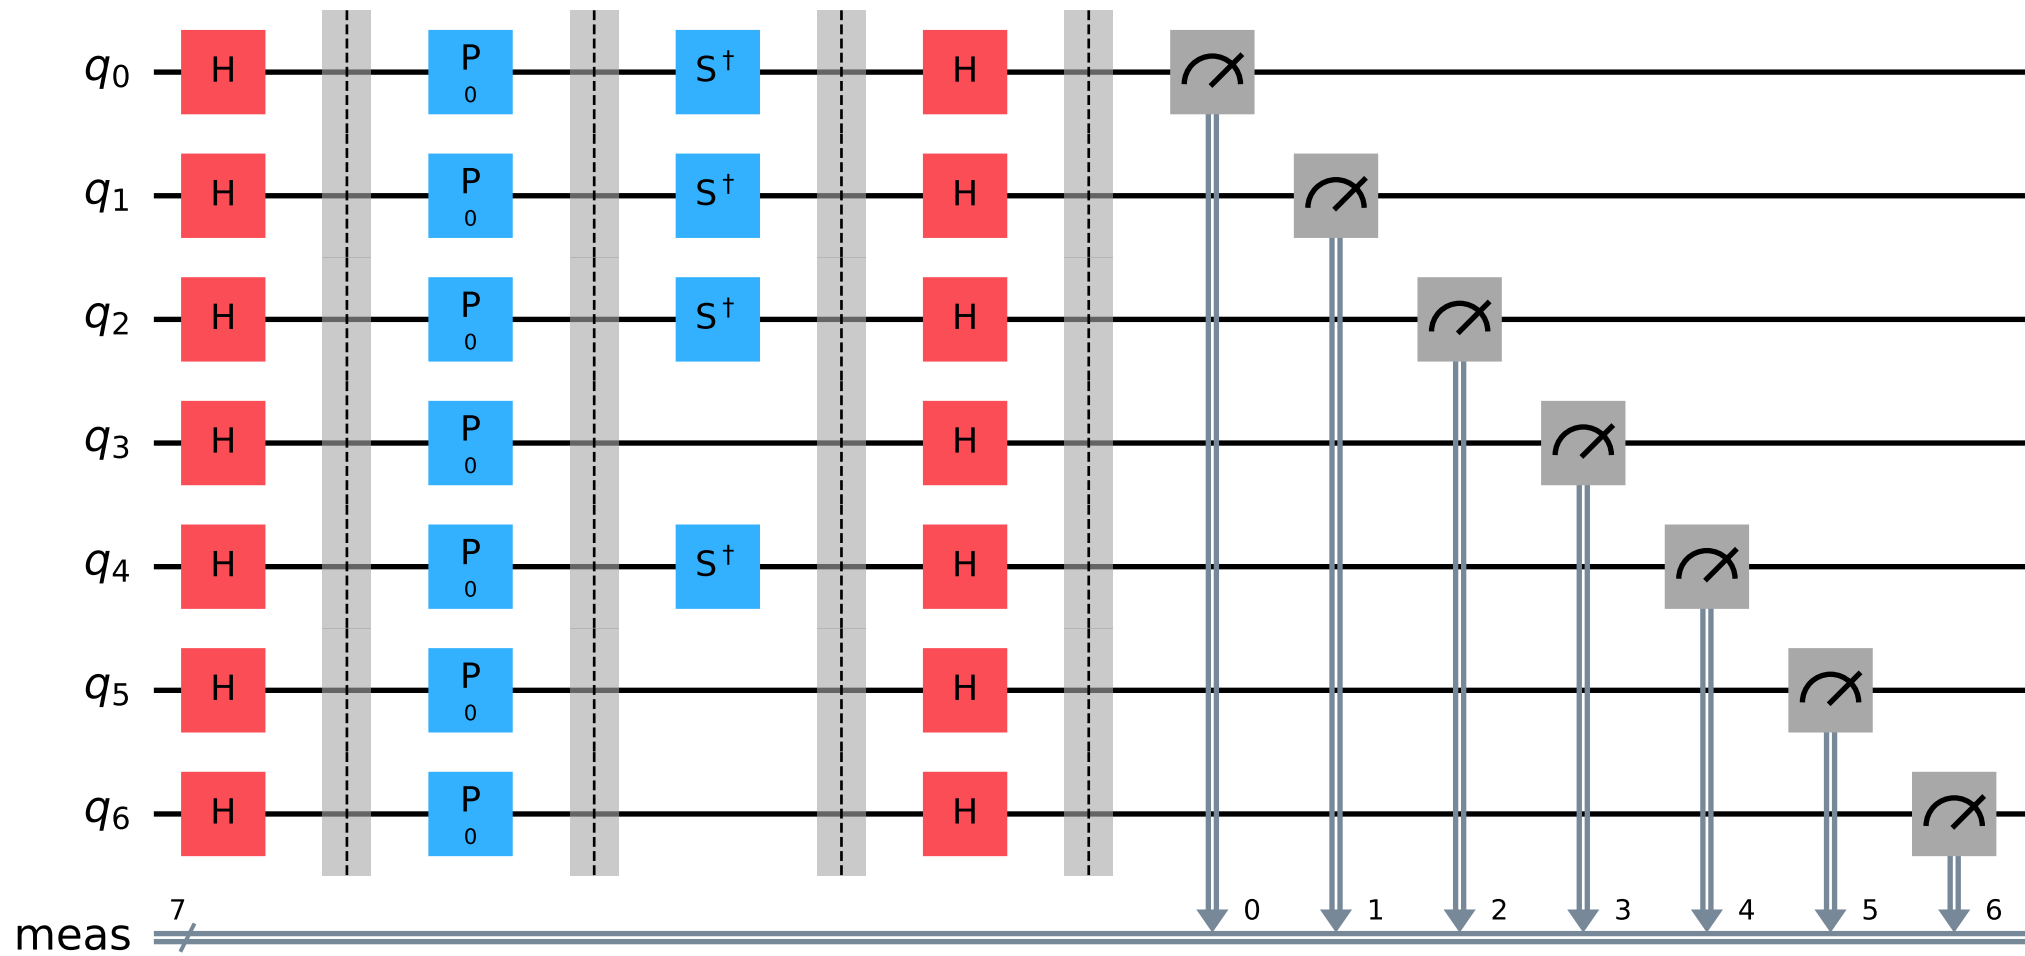 q0 H P 0 S† H
q1 H P 0 S† H
q2 H P 0 S† H
q3 H P 0 H
q4 H P 0 S† H
q5 H P 0 H
q6 H P 0 H
7 0 1 2 3 4 5 6
meas